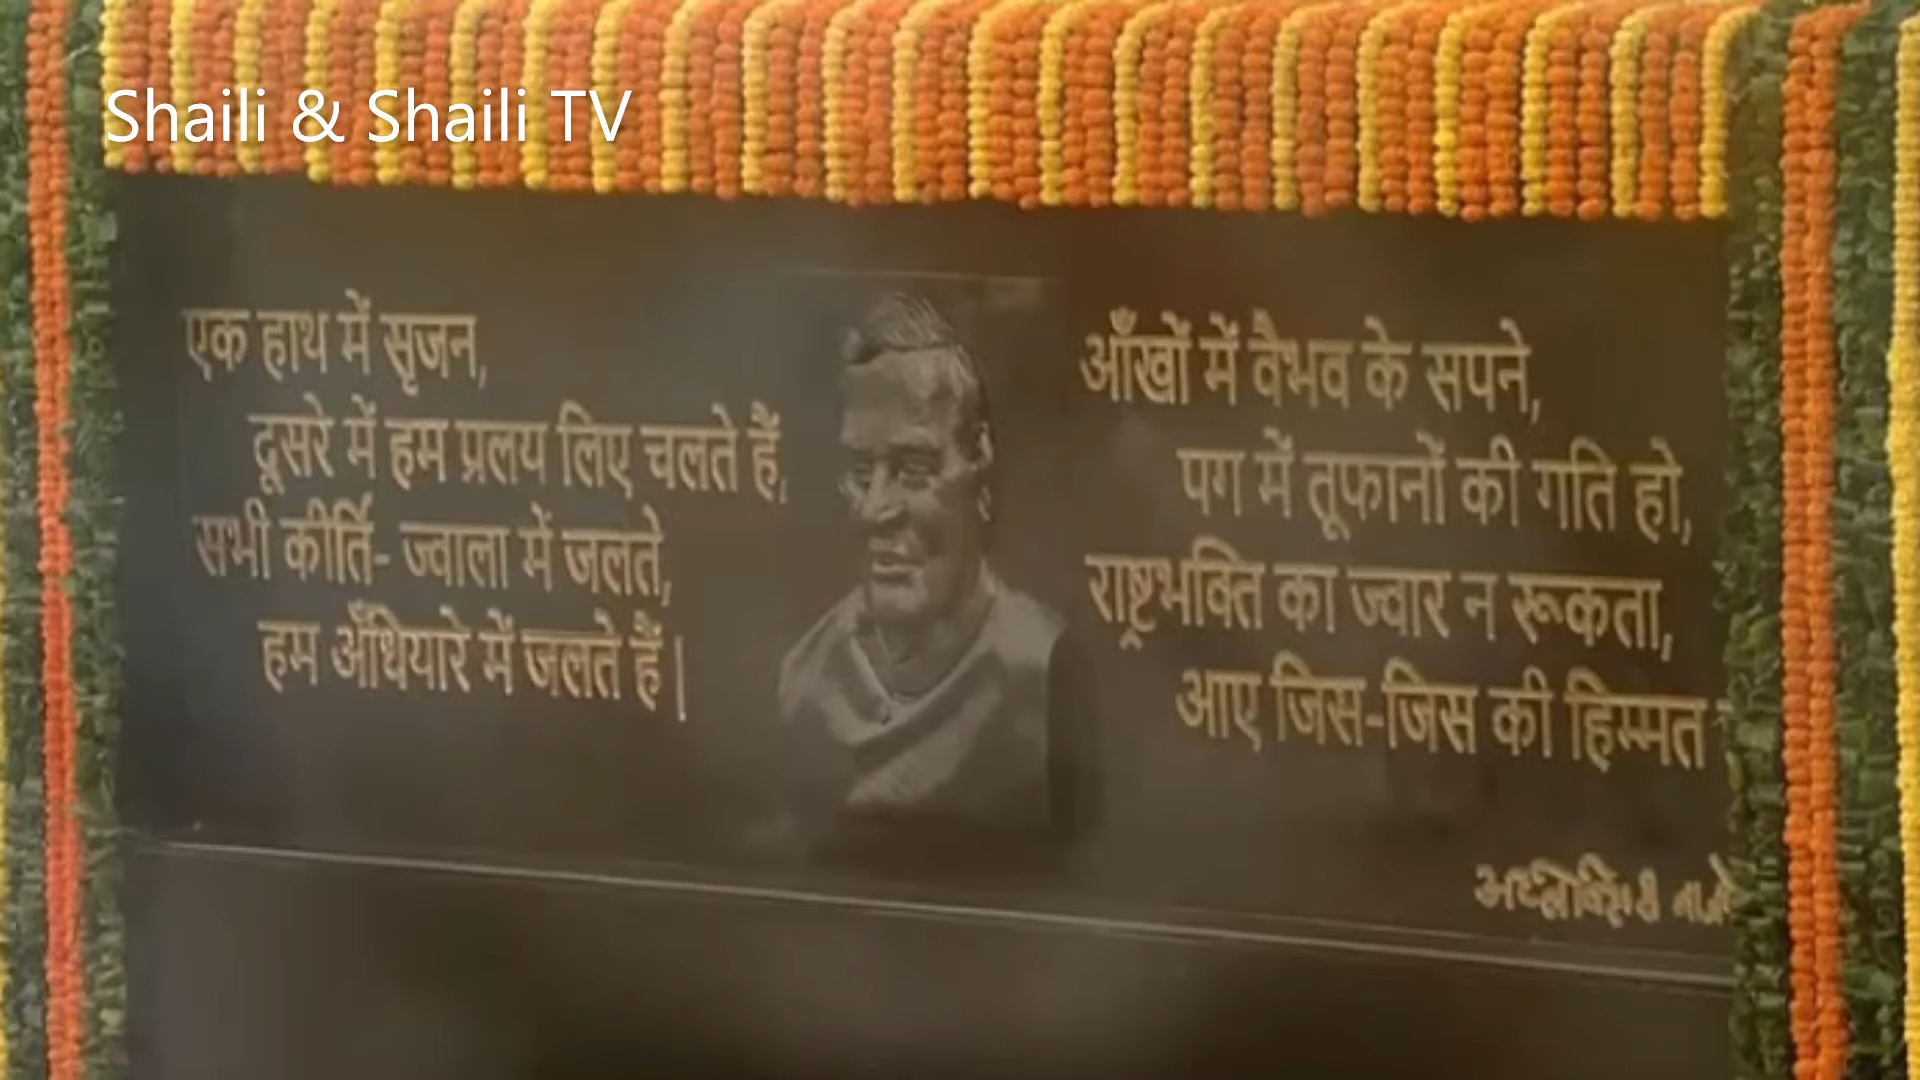 Shaili & Shaili TV
एक हाथ में सृजन,
दूसरे में हम प्रलय लिए चलते हैं,
सभी कीर्ति- ज्वाला में जलते,
हम अँधियारे में जलते हैं |
आँखों में वैभव के सपने,
पग में तूफानों की गति हो,
राष्ट्रभक्ति का ज्वार न रूकता,
आए जिस-जिस की हिम्मत